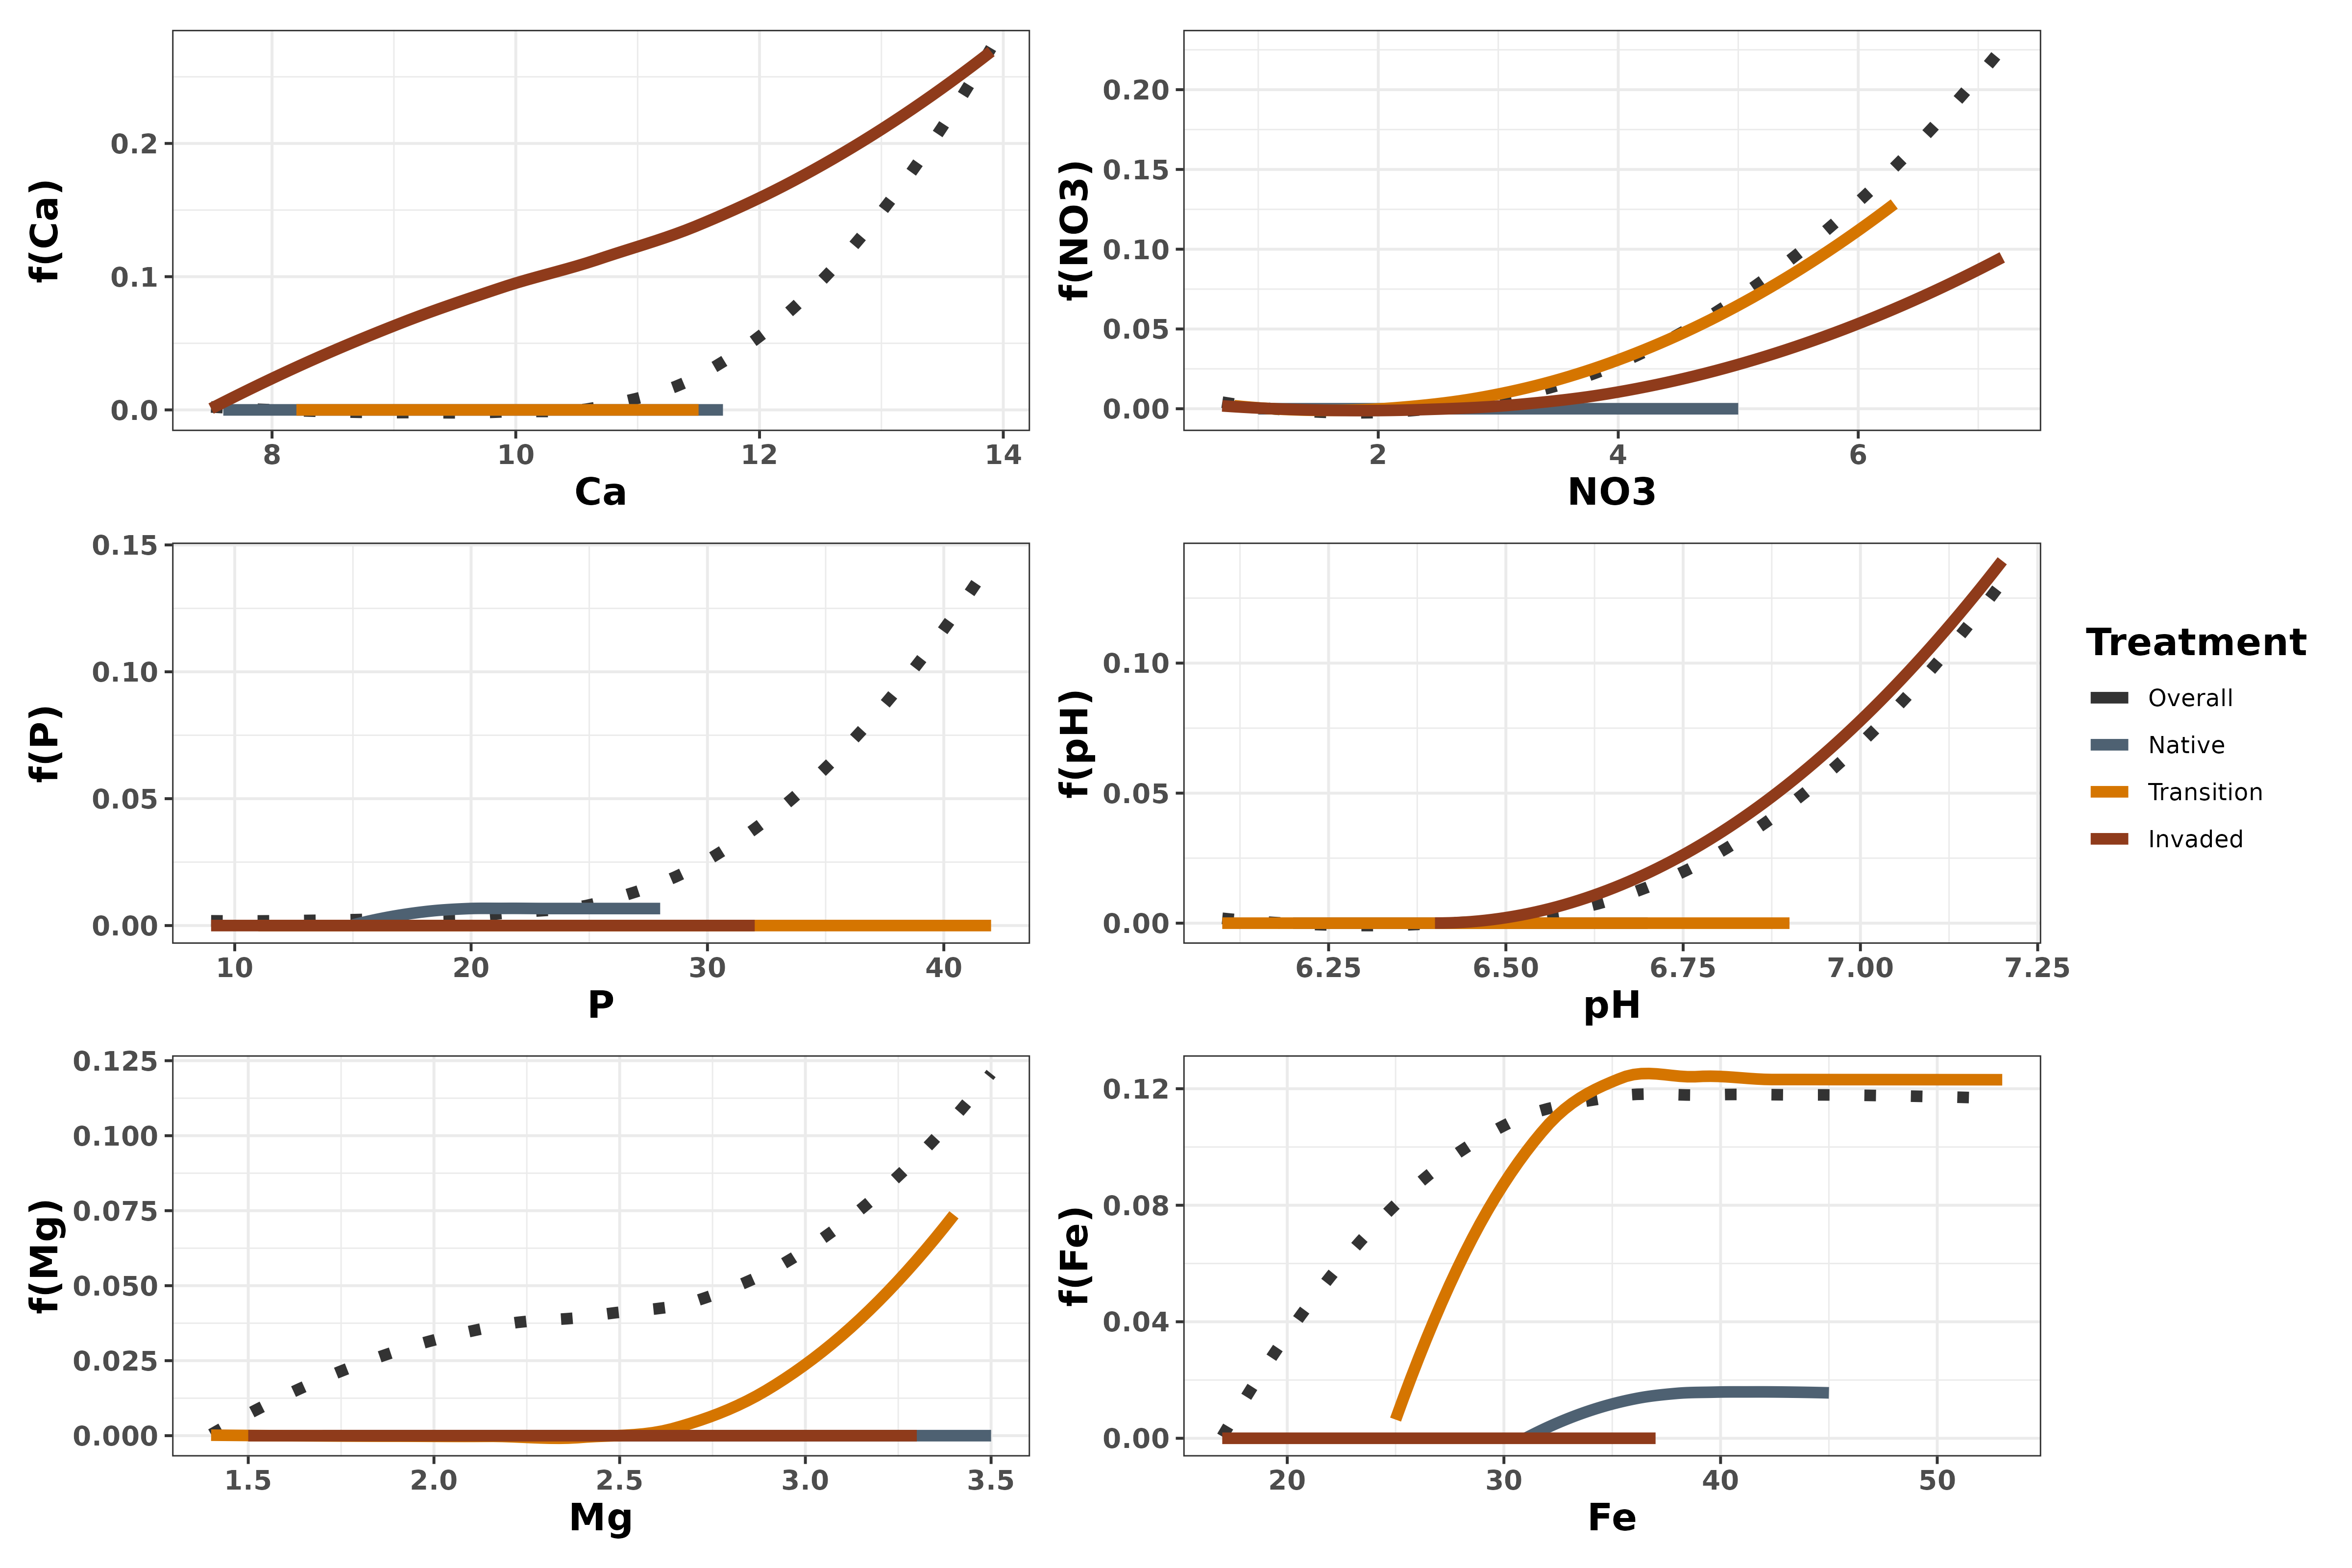 f(Ca)
0.2
0.1
0.0
8 10 12 14
Ca
f(NO3)
0.20
0.15
0.10
0.05
0.00
2 4 6
NO3
f(P)
0.15
0.10
0.05
0.00
10 20 30 40
P
f(pH)
0.10
0.05
0.00
6.25 6.50 6.75 7.00 7.25
pH
Treatment
Overall
Native
Transition
Invaded
f(Mg)
0.125
0.100
0.075
0.050
0.025
0.000
1.5 2.0 2.5 3.0 3.5
Mg
f(Fe)
0.12
0.08
0.04
0.00
20 30 40 50
Fe